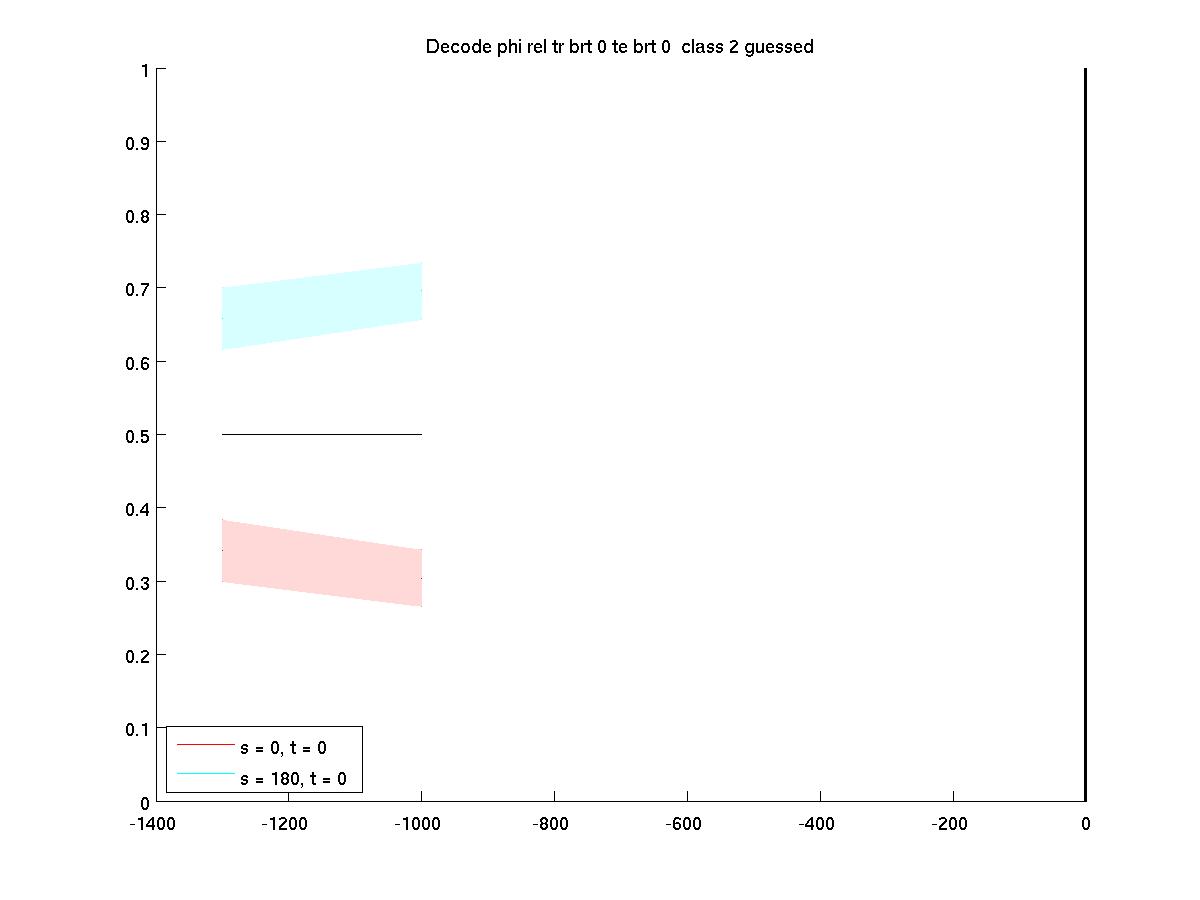 Decode phi rel tr brt 0 te brt 0  class 2 guessed
1
0.9
0.8
0.7
0.6
0.5
0.4
0.3
0.2
0.1
0
s = 0, t = 0
s = 180, t = 0
-1400 -1200 -1000 -800 -600 -400 -200 0